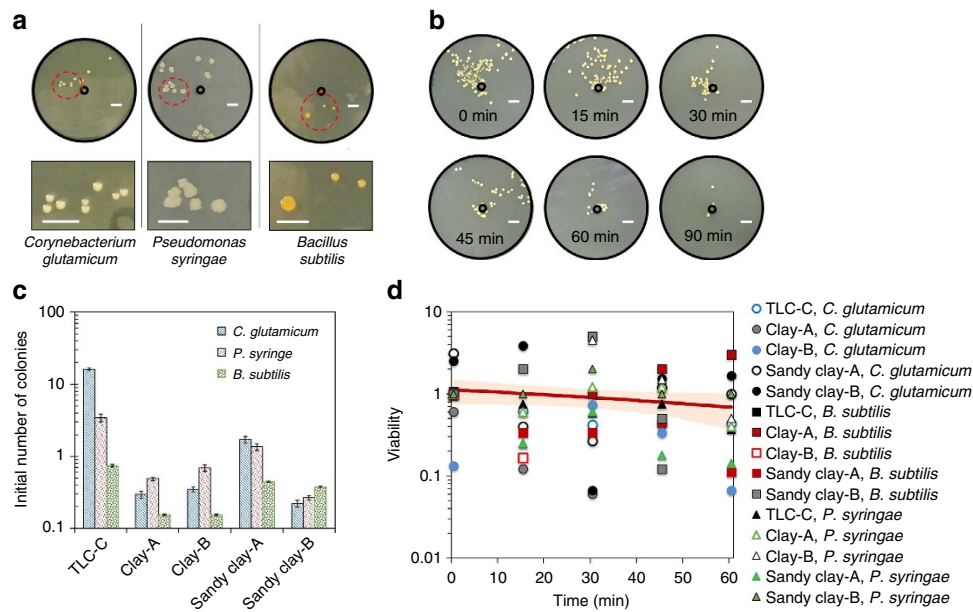 a
Corynebacterium
glutamicum
Pseudomonas
syringae
Bacillus
subtilis
b
0 min
15 min
30 min
45 min
60 min
90 min
c
Initial number of colonies
100
10
1
0.1
C. glutamicum
P. syringe
B. subtilis
TLC-C
Clay-A
Clay-B
Sandy clay-A
Sandy clay-B
d
Viability
10
1
0.1
0.01
0
15
30
45
60
Time (min)
TLC-C, C. glutamicum
Clay-A, C. glutamicum
Clay-B, C. glutamicum
Sandy clay-A, C. glutamicum
Sandy clay-B, C. glutamicum
TLC-C, B. subtilis
Clay-A, B. subtilis
Clay-B, B. subtilis
Sandy clay-A, B. subtilis
Sandy clay-B, B. subtilis
TLC-C, P. syringae
Clay-A, P. syringae
Clay-B, P. syringae
Sandy clay-A, P. syringae
Sandy clay-B, P. syringae